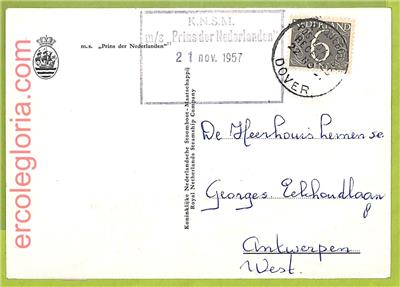 K.N.S.M.
m/s „Prins der Nederlanden"
21 nov. 1957
m.s. „Prins der Nederlanden"
NEDERLAND
6
DOVER
Koninklijke Nederlandsche Stoomboot-Maatschappij
Royal Netherlands Steamship Company
De Heer
Georges Eekhoudlaan
Antwerpen
West.
ercolegloria.com